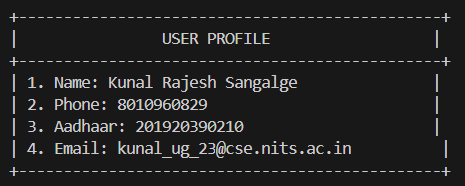 +----------------------------------------------+
|                USER PROFILE                  |
+----------------------------------------------+
| 1. Name: Kunal Rajesh Sangalge               |
| 2. Phone: 8010960829                         |
| 3. Aadhaar: 201920390210                     |
| 4. Email: kunal_ug_23@cse.nits.ac.in          |
+----------------------------------------------+